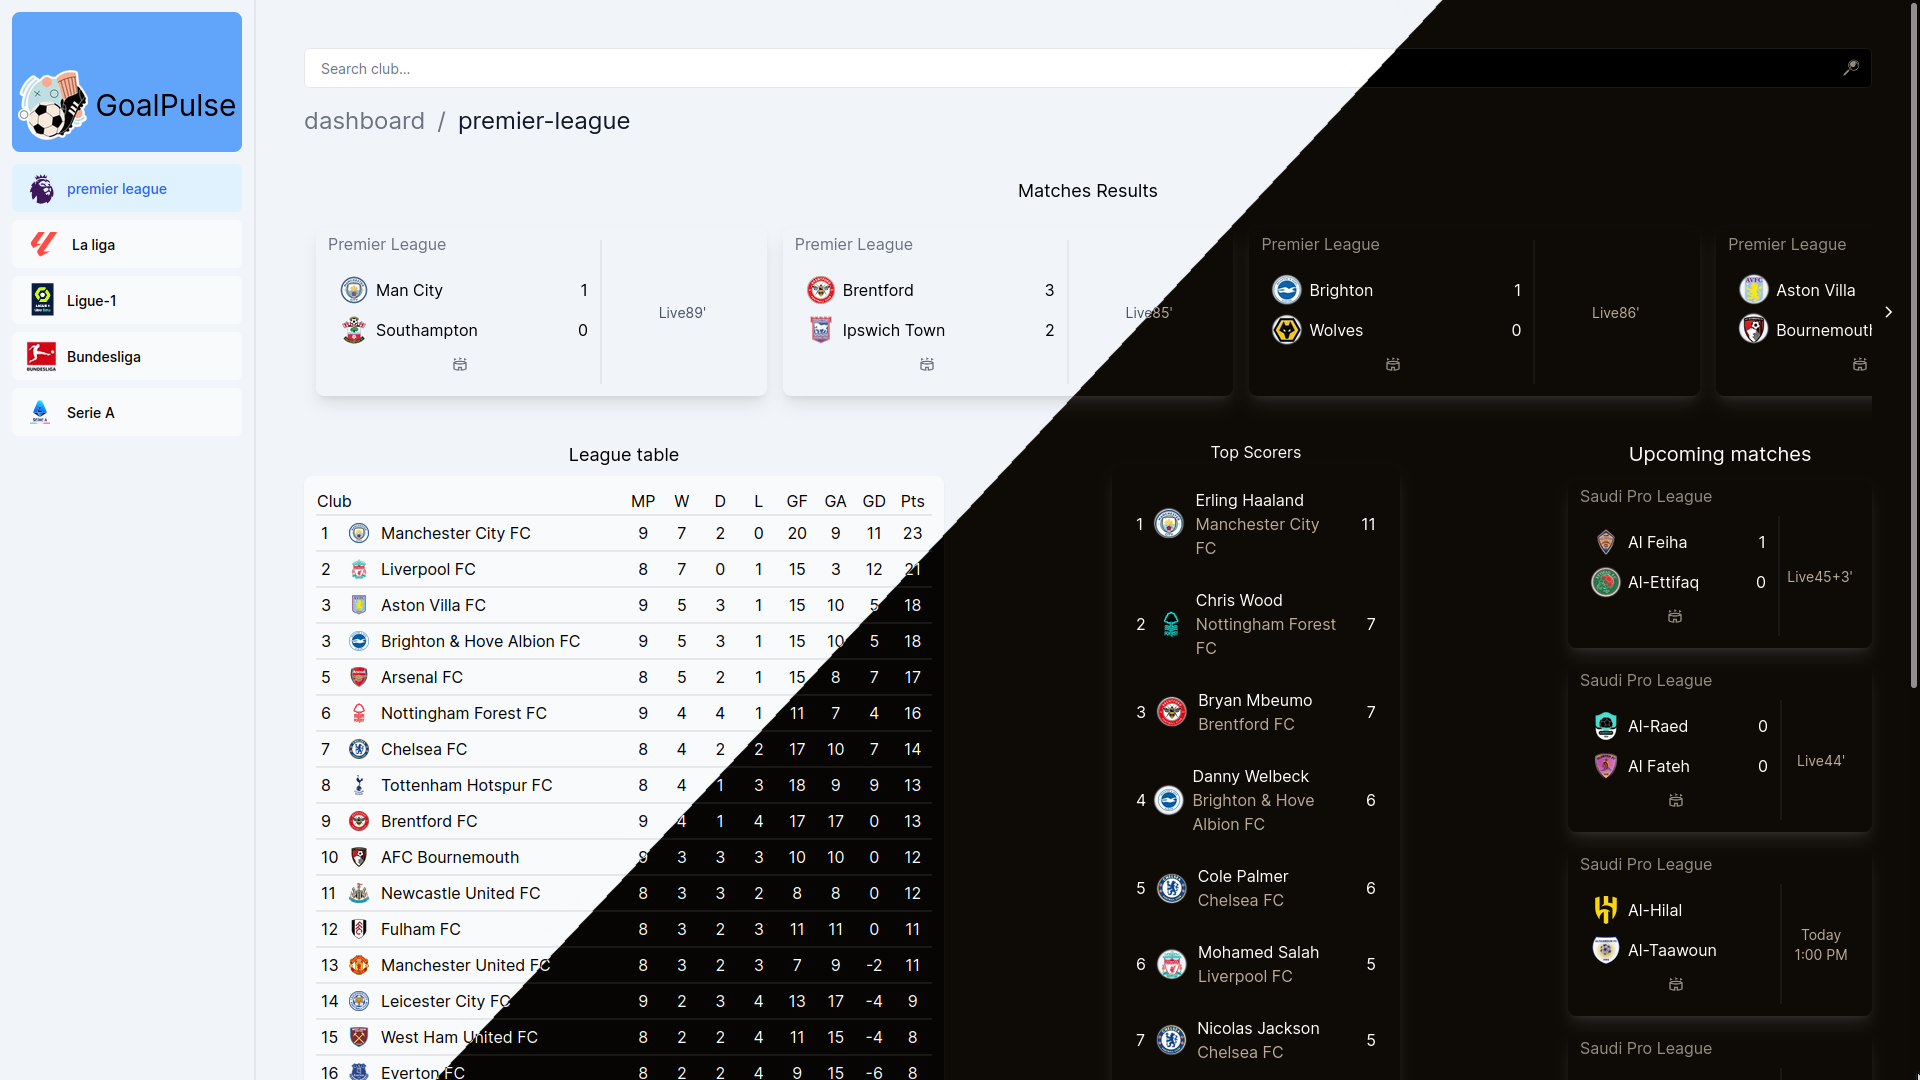 GoalPulse
premier league
La liga
Ligue-1
Bundesliga
Serie A
Search club...
dashboard / premier-league
Matches Results
Premier League
Man City 1
Southampton 0
Live89'
Premier League
Brentford 3
Ipswich Town 2
Live85'
Premier League
Brighton 1
Wolves 0
Live86'
Premier League
Aston Villa
Bournemouth
League table
Club MP W D L GF GA GD Pts
1 Manchester City FC 9 7 2 0 20 9 11 23
2 Liverpool FC 8 7 0 1 15 3 12 21
3 Aston Villa FC 9 5 3 1 15 10 5 18
3 Brighton & Hove Albion FC 9 5 3 1 15 10 5 18
5 Arsenal FC 8 5 2 1 15 8 7 17
6 Nottingham Forest FC 9 4 4 1 11 7 4 16
7 Chelsea FC 8 4 2 2 17 10 7 14
8 Tottenham Hotspur FC 8 4 1 3 18 9 9 13
9 Brentford FC 9 4 1 4 17 17 0 13
10 AFC Bournemouth 9 3 3 3 10 10 0 12
11 Newcastle United FC 8 3 3 2 8 8 0 12
12 Fulham FC 8 3 2 3 11 11 0 11
13 Manchester United FC 8 3 2 3 7 9 -2 11
14 Leicester City FC 9 2 3 4 13 17 -4 9
15 West Ham United FC 8 2 2 4 11 15 -4 8
16 Everton FC 8 2 2 4 9 15 -6 8
Top Scorers
1 Erling Haaland 11
Manchester City
FC
2 Chris Wood 7
Nottingham Forest
FC
3 Bryan Mbeumo 7
Brentford FC
4 Danny Welbeck 6
Brighton & Hove
Albion FC
5 Cole Palmer 6
Chelsea FC
6 Mohamed Salah 5
Liverpool FC
7 Nicolas Jackson 5
Chelsea FC
Upcoming matches
Saudi Pro League
Al Feiha 1
Al-Ettifaq 0
Live45+3'
Saudi Pro League
Al-Raed 0
Al Fateh 0
Live44'
Saudi Pro League
Al-Hilal
Al-Taawoun
Today
1:00 PM
Saudi Pro League